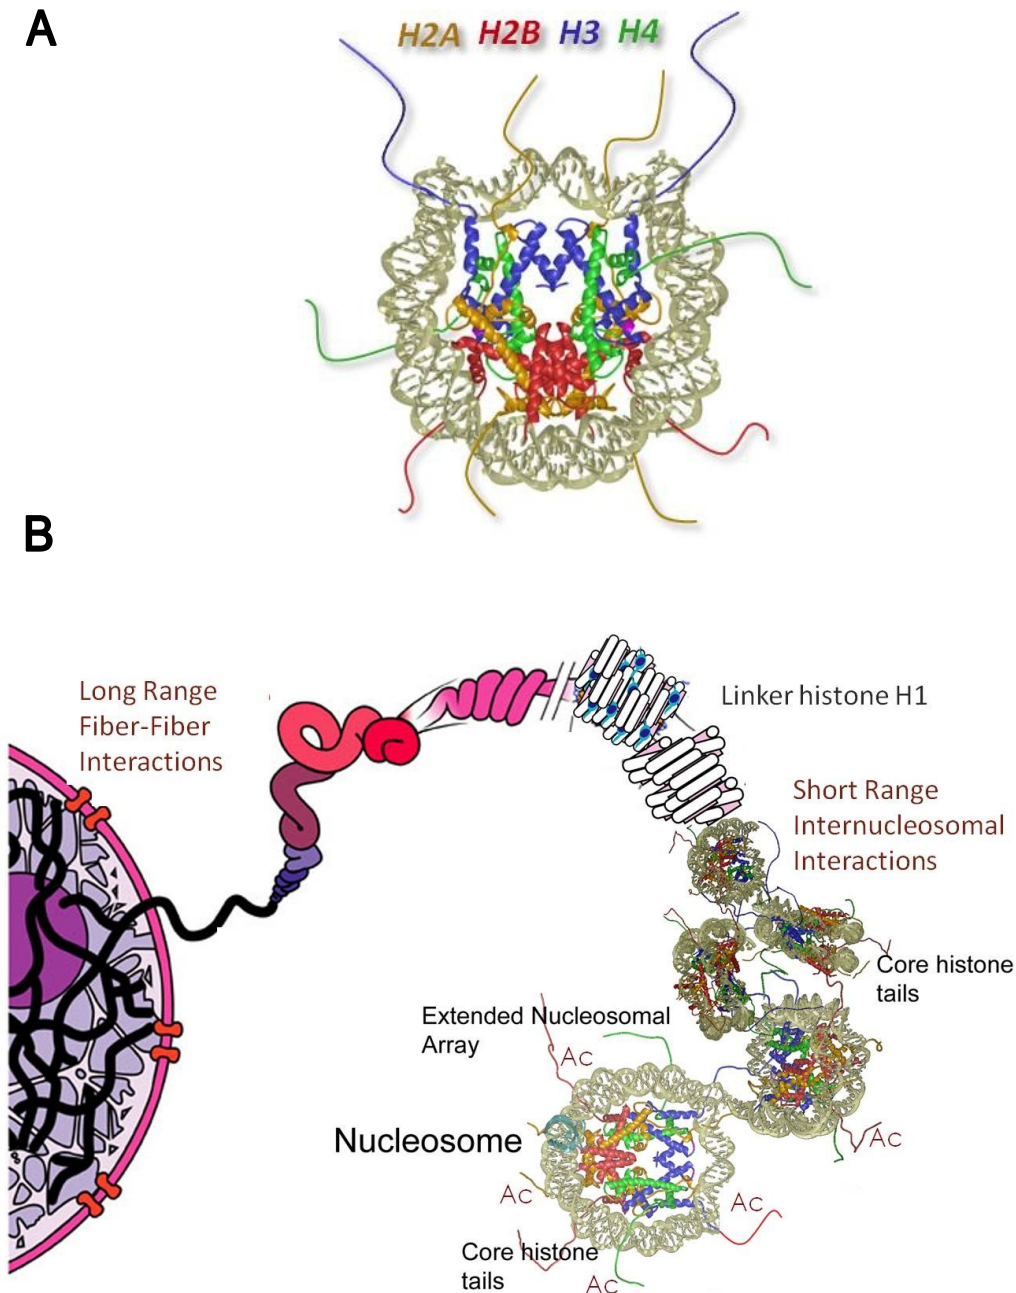 A
H2A H2B H3 H4
B
Long Range
Fiber-Fiber
Interactions
Linker histone H1
Short Range
Internucleosomal
Interactions
Core histone
tails
Extended Nucleosomal
Array
Ac
Nucleosome
Ac
Ac
Ac
Core histone
tails
Ac